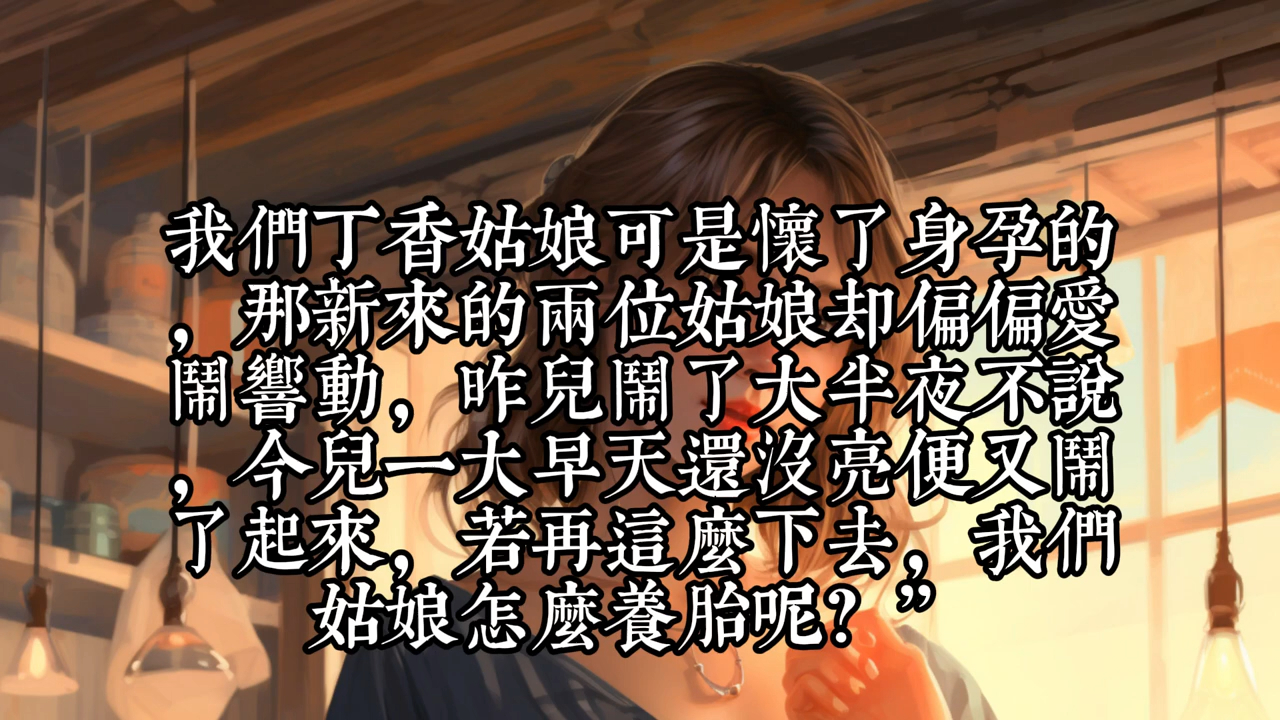 我們丁香姑娘可是懷了身孕的
，那新來的兩位姑娘却偏偏愛
鬧響動，昨兒鬧了大半夜不說
，今兒一大早天還沒亮便又鬧
了起來，若再這麼下去，我們
姑娘怎麼養胎呢？”